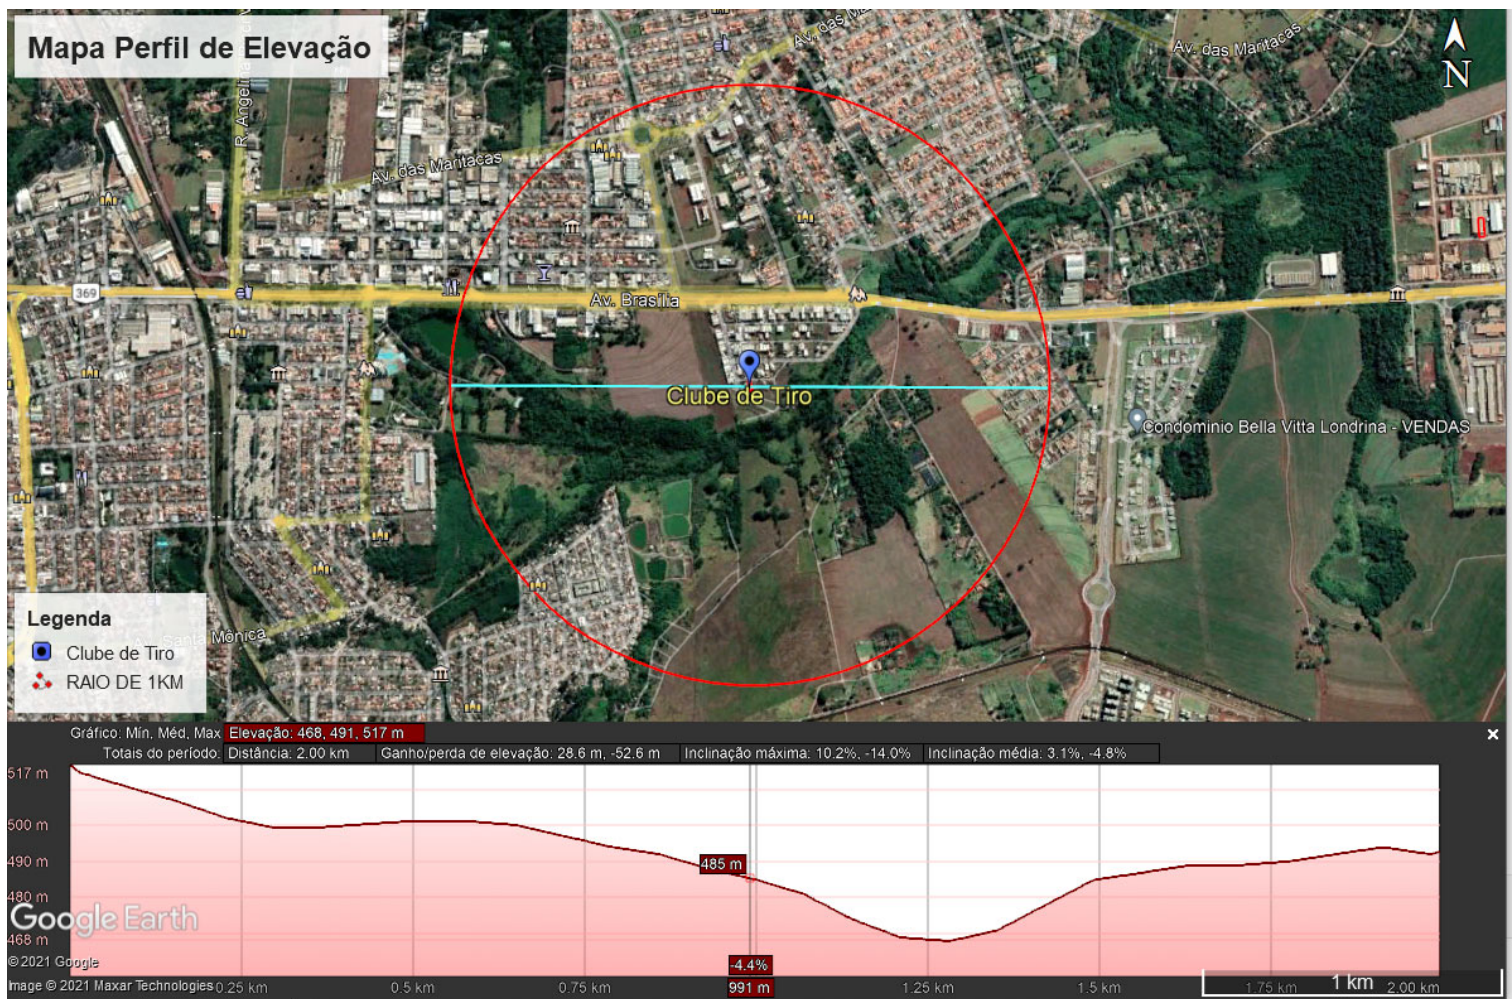 Mapa Perfil de Elevação
Av. das Maritacas
N
R. Angelina
Av. das Maritacas
369
Av. Brasília
Clube de Tiro
Condominio Bella Vitta Londrina - VENDAS
Legenda
Clube de Tiro
RAIO DE 1KM
Santa Mônica
Gráfico: Mín, Méd, Max Elevação: 468, 491, 517 m
Totais do período: Distância: 2.00 km Ganho/perda de elevação: 28.6 m, -52.6 m Inclinação máxima: 10.2%, -14.0% Inclinação média: 3.1%, -4.8%
517 m
500 m
490 m
485 m
480 m
468 m
Google Earth
© 2021 Google
Image © 2021 Maxar Technologies
-4.4%
0.25 km 0.5 km 0.75 km 991 m 1.25 km 1.5 km 1.75 km 2.00 km
1 km